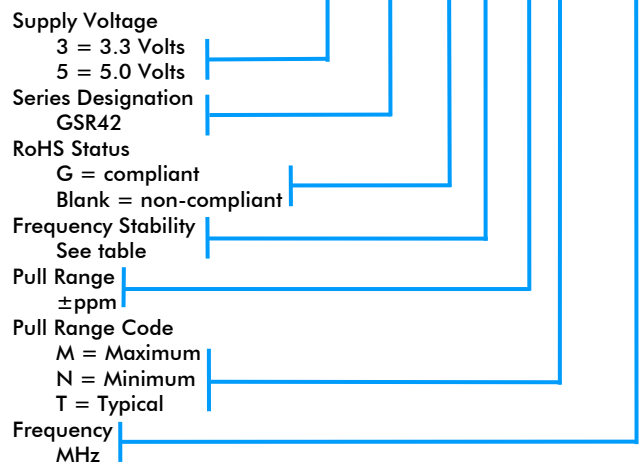 Supply Voltage
3 = 3.3 Volts
5 = 5.0 Volts
Series Designation
GSR42
RoHS Status
G = compliant
Blank = non-compliant
Frequency Stability
See table
Pull Range
±ppm
Pull Range Code
M = Maximum
N = Minimum
T = Typical
Frequency
MHz